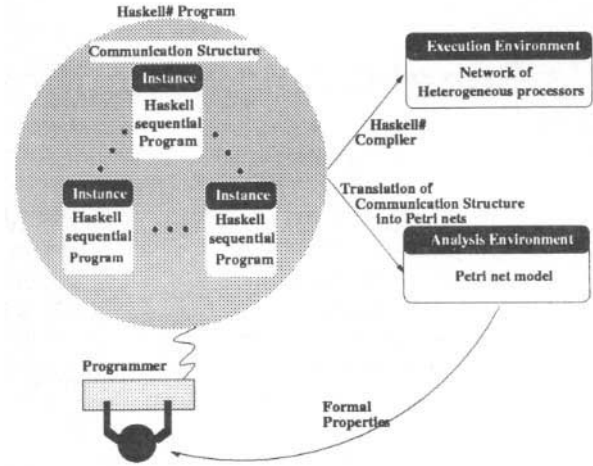 Haskell# Program
Communication Structure
Instance
Haskell
sequential
Program
Instance
Haskell
sequential
Program
Instance
Haskell
sequential
Program
Execution Environment
Network of
Heterogeneous processors
Haskell#
Compiler
Translation of
Communication Structure
into Petri nets
Analysis Environment
Petri net model
Programmer
Formal
Properties